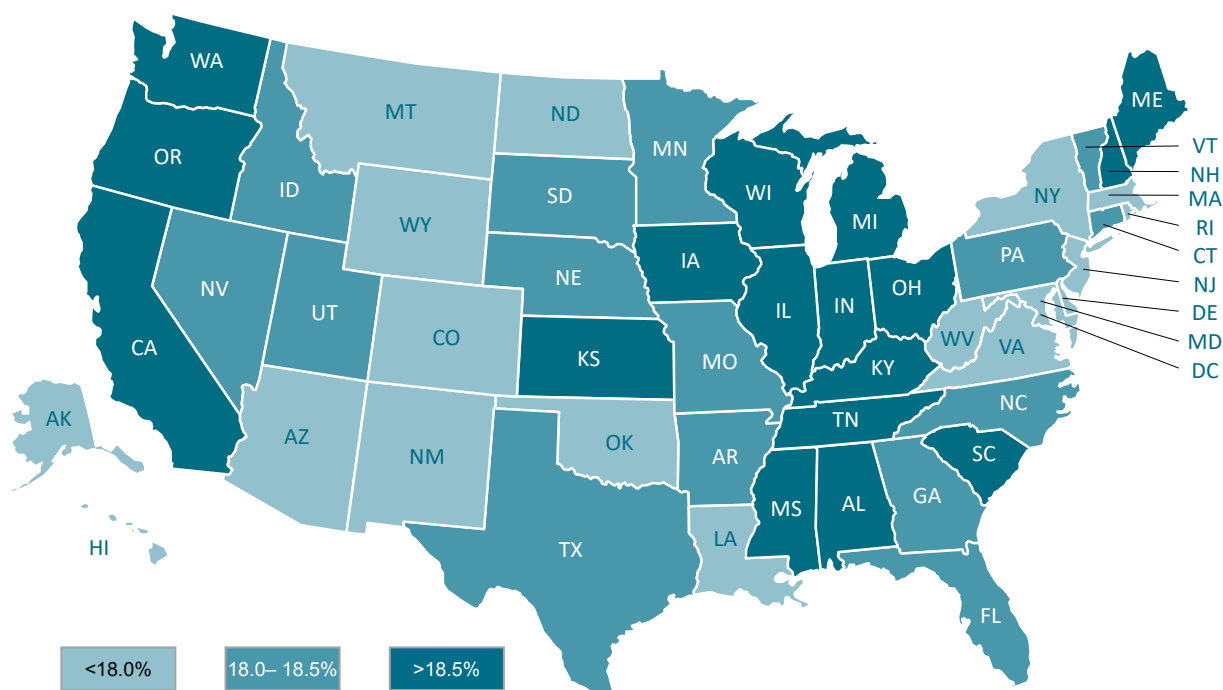 WA
MT
ND
MN
ME
VT
NH
MA
RI
CT
NJ
DE
MD
DC
OR
ID
SD
WI
MI
NY
WY
NE
IA
PA
NV
UT
CO
IL
IN
OH
CA
KS
MO
KY
WV
VA
AK
AZ
NM
OK
AR
TN
NC
SC
HI
TX
LA
MS
AL
GA
FL
<18.0%
18.0– 18.5%
>18.5%